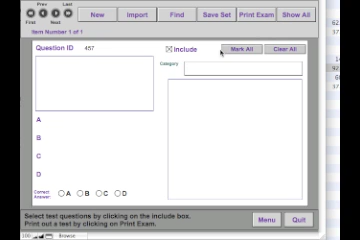 Prev Last
New Import Find Save Set Print Exam Show All
First Next
Item Number 1 of 1
Question ID 457 Include Mark All Clear All
Category
A
B
C
D
Correct
Answer: A B C D
Select test questions by clicking on the include box.
Print out a test by clicking on Print Exam.
Menu Quit
100 Browse